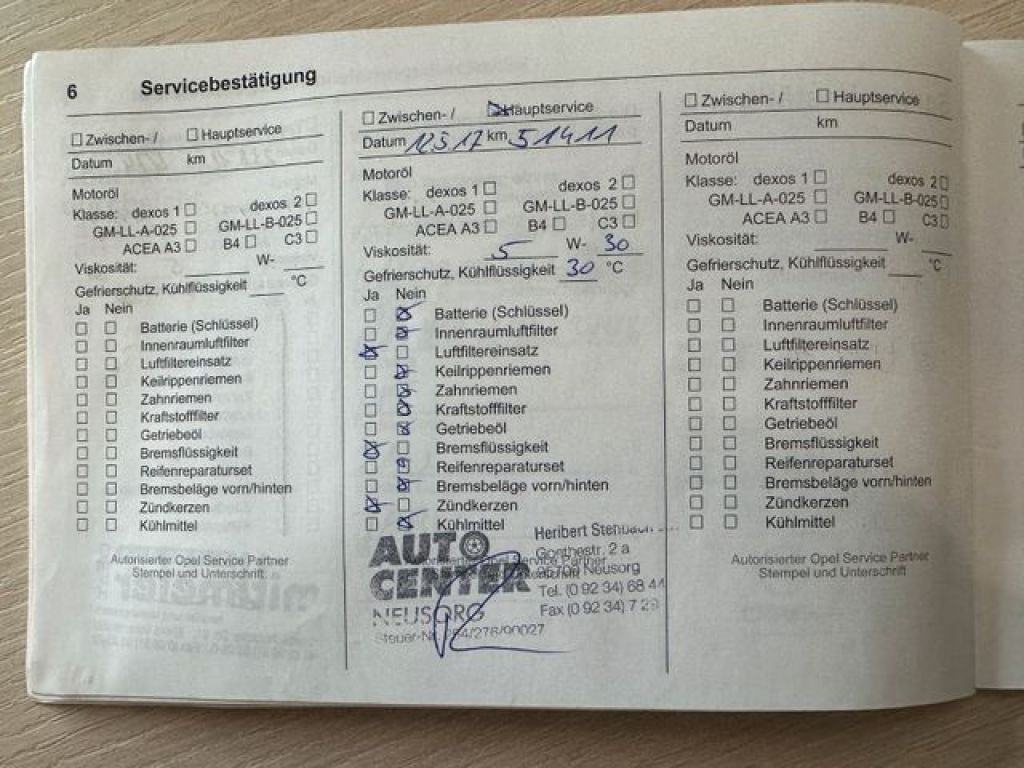 6 Servicebestätigung
☐ Zwischen- / ☐ Hauptservice
Datum km
Motoröl
Klasse: dexos 1 ☐ dexos 2 ☐
GM-LL-A-025 ☐ GM-LL-B-025 ☐
ACEA A3 ☐ B4 ☐ C3 ☐
Viskosität: ______ W- ____
Gefrierschutz, Kühlflüssigkeit ____ °C
Ja Nein
☐ ☐ Batterie (Schlüssel)
☐ ☐ Innenraumluftfilter
☐ ☐ Luftfiltereinsatz
☐ ☐ Keilrippenriemen
☐ ☐ Zahnriemen
☐ ☐ Kraftstofffilter
☐ ☐ Getriebeöl
☐ ☐ Bremsflüssigkeit
☐ ☐ Reifenreparaturset
☐ ☐ Bremsbeläge vorn/hinten
☐ ☐ Zündkerzen
☐ ☐ Kühlmittel
Autorisierter Opel Service Partner
Stempel und Unterschrift
☐ Zwischen- / ☒ Hauptservice
Datum 12.5.17 km 51411
Motoröl
Klasse: dexos 1 ☐ dexos 2 ☐
GM-LL-A-025 ☐ GM-LL-B-025 ☐
ACEA A3 ☐ B4 ☐ C3 ☐
Viskosität: 5 W- 30
Gefrierschutz, Kühlflüssigkeit 30 °C
Ja Nein
☐ ☒ Batterie (Schlüssel)
☐ ☒ Innenraumluftfilter
☒ ☐ Luftfiltereinsatz
☐ ☒ Keilrippenriemen
☐ ☒ Zahnriemen
☐ ☒ Kraftstofffilter
☐ ☒ Getriebeöl
☒ ☐ Bremsflüssigkeit
☐ ☒ Reifenreparaturset
☐ ☒ Bremsbeläge vorn/hinten
☒ ☐ Zündkerzen
☐ ☒ Kühlmittel
AUTO
CENTER
NEUSORG
Heribert
2 a
Neusorg
Tel. (0 92 34) 68 44
Fax (0 92 34) 7 29
☐ Zwischen- / ☐ Hauptservice
Datum km
Motoröl
Klasse: dexos 1 ☐ dexos 2 ☐
GM-LL-A-025 ☐ GM-LL-B-025 ☐
ACEA A3 ☐ B4 ☐ C3 ☐
Viskosität: ______ W- ____
Gefrierschutz, Kühlflüssigkeit ____ °C
Ja Nein
☐ ☐ Batterie (Schlüssel)
☐ ☐ Innenraumluftfilter
☐ ☐ Luftfiltereinsatz
☐ ☐ Keilrippenriemen
☐ ☐ Zahnriemen
☐ ☐ Kraftstofffilter
☐ ☐ Getriebeöl
☐ ☐ Bremsflüssigkeit
☐ ☐ Reifenreparaturset
☐ ☐ Bremsbeläge vorn/hinten
☐ ☐ Zündkerzen
☐ ☐ Kühlmittel
Autorisierter Opel Service Partner
Stempel und Unterschrift